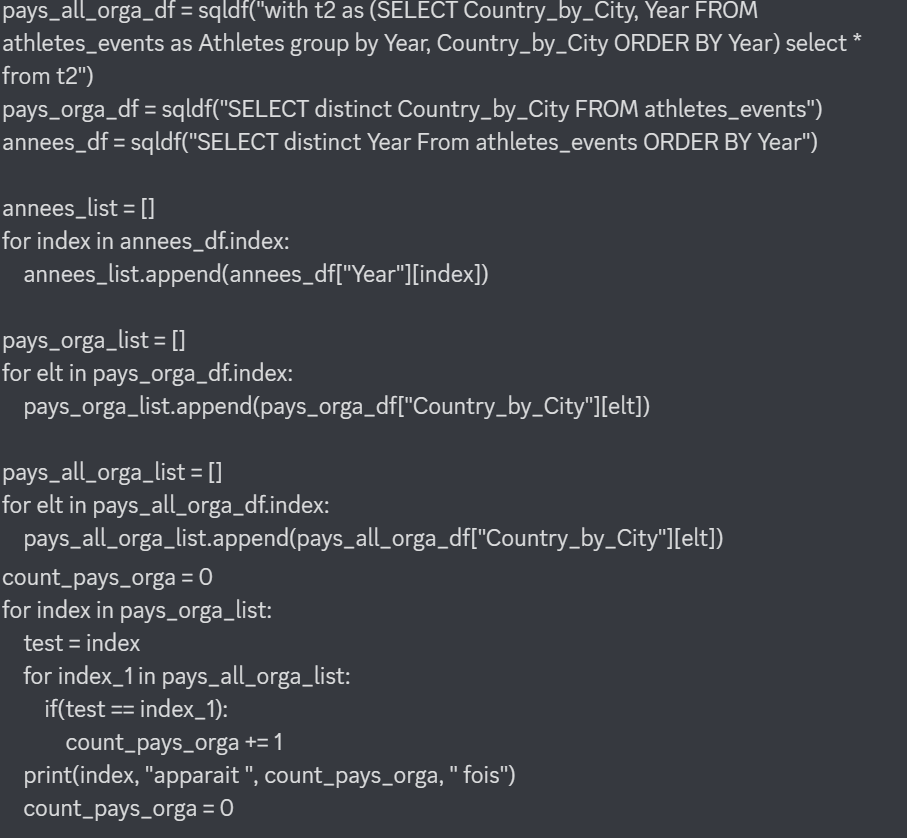 pays_all_orga_df = sqldf("with t2 as (SELECT Country_by_City, Year FROM
athletes_events as Athletes group by Year, Country_by_City ORDER BY Year) select *
from t2")
pays_orga_df = sqldf("SELECT distinct Country_by_City FROM athletes_events")
annees_df = sqldf("SELECT distinct Year From athletes_events ORDER BY Year")

annees_list = []
for index in annees_df.index:
    annees_list.append(annees_df["Year"][index])

pays_orga_list = []
for elt in pays_orga_df.index:
    pays_orga_list.append(pays_orga_df["Country_by_City"][elt])

pays_all_orga_list = []
for elt in pays_all_orga_df.index:
    pays_all_orga_list.append(pays_all_orga_df["Country_by_City"][elt])
count_pays_orga = 0
for index in pays_orga_list:
    test = index
    for index_1 in pays_all_orga_list:
        if(test == index_1):
            count_pays_orga += 1
    print(index, "apparait ", count_pays_orga, " fois")
    count_pays_orga = 0